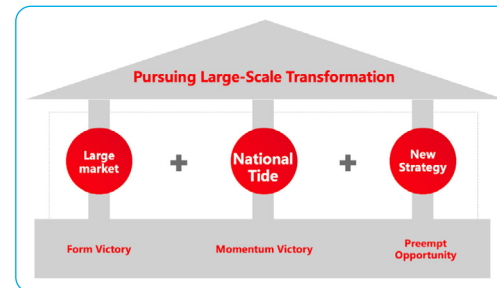 Pursuing Large-Scale Transformation
Large
market
+
National
Tide
+
New
Strategy
Form Victory
Momentum Victory
Preempt
Opportunity